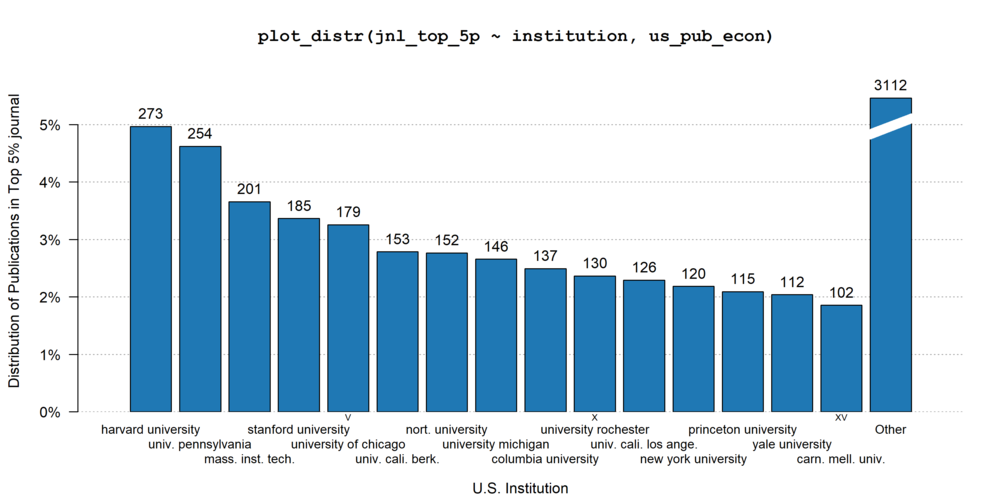 plot_distr(jnl_top_5p ~ institution, us_pub_econ)
Distribution of Publications in Top 5% journal
5%
4%
3%
2%
1%
0%
273
254
201
185
179
153
152
146
137
130
126
120
115
112
102
3112
V
X
XV
harvard university
stanford university
nort. university
university rochester
princeton university
Other
univ. pennsylvania
university of chicago
university michigan
univ. cali. los ange.
yale university
mass. inst. tech.
univ. cali. berk.
columbia university
new york university
carn. mell. univ.
U.S. Institution